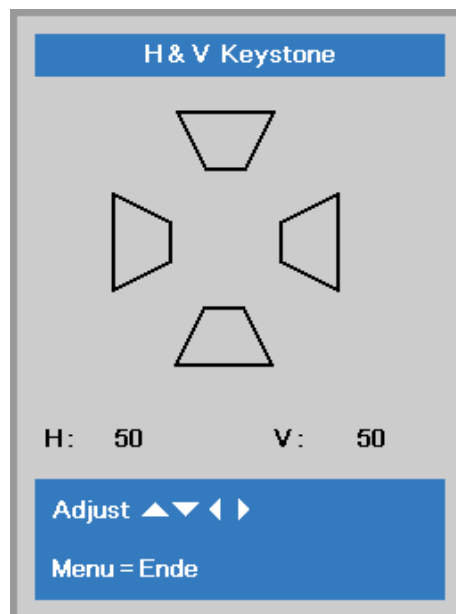 H & V Keystone
H: 50 V: 50
Adjust ▲▼◀▶
Menu = Ende